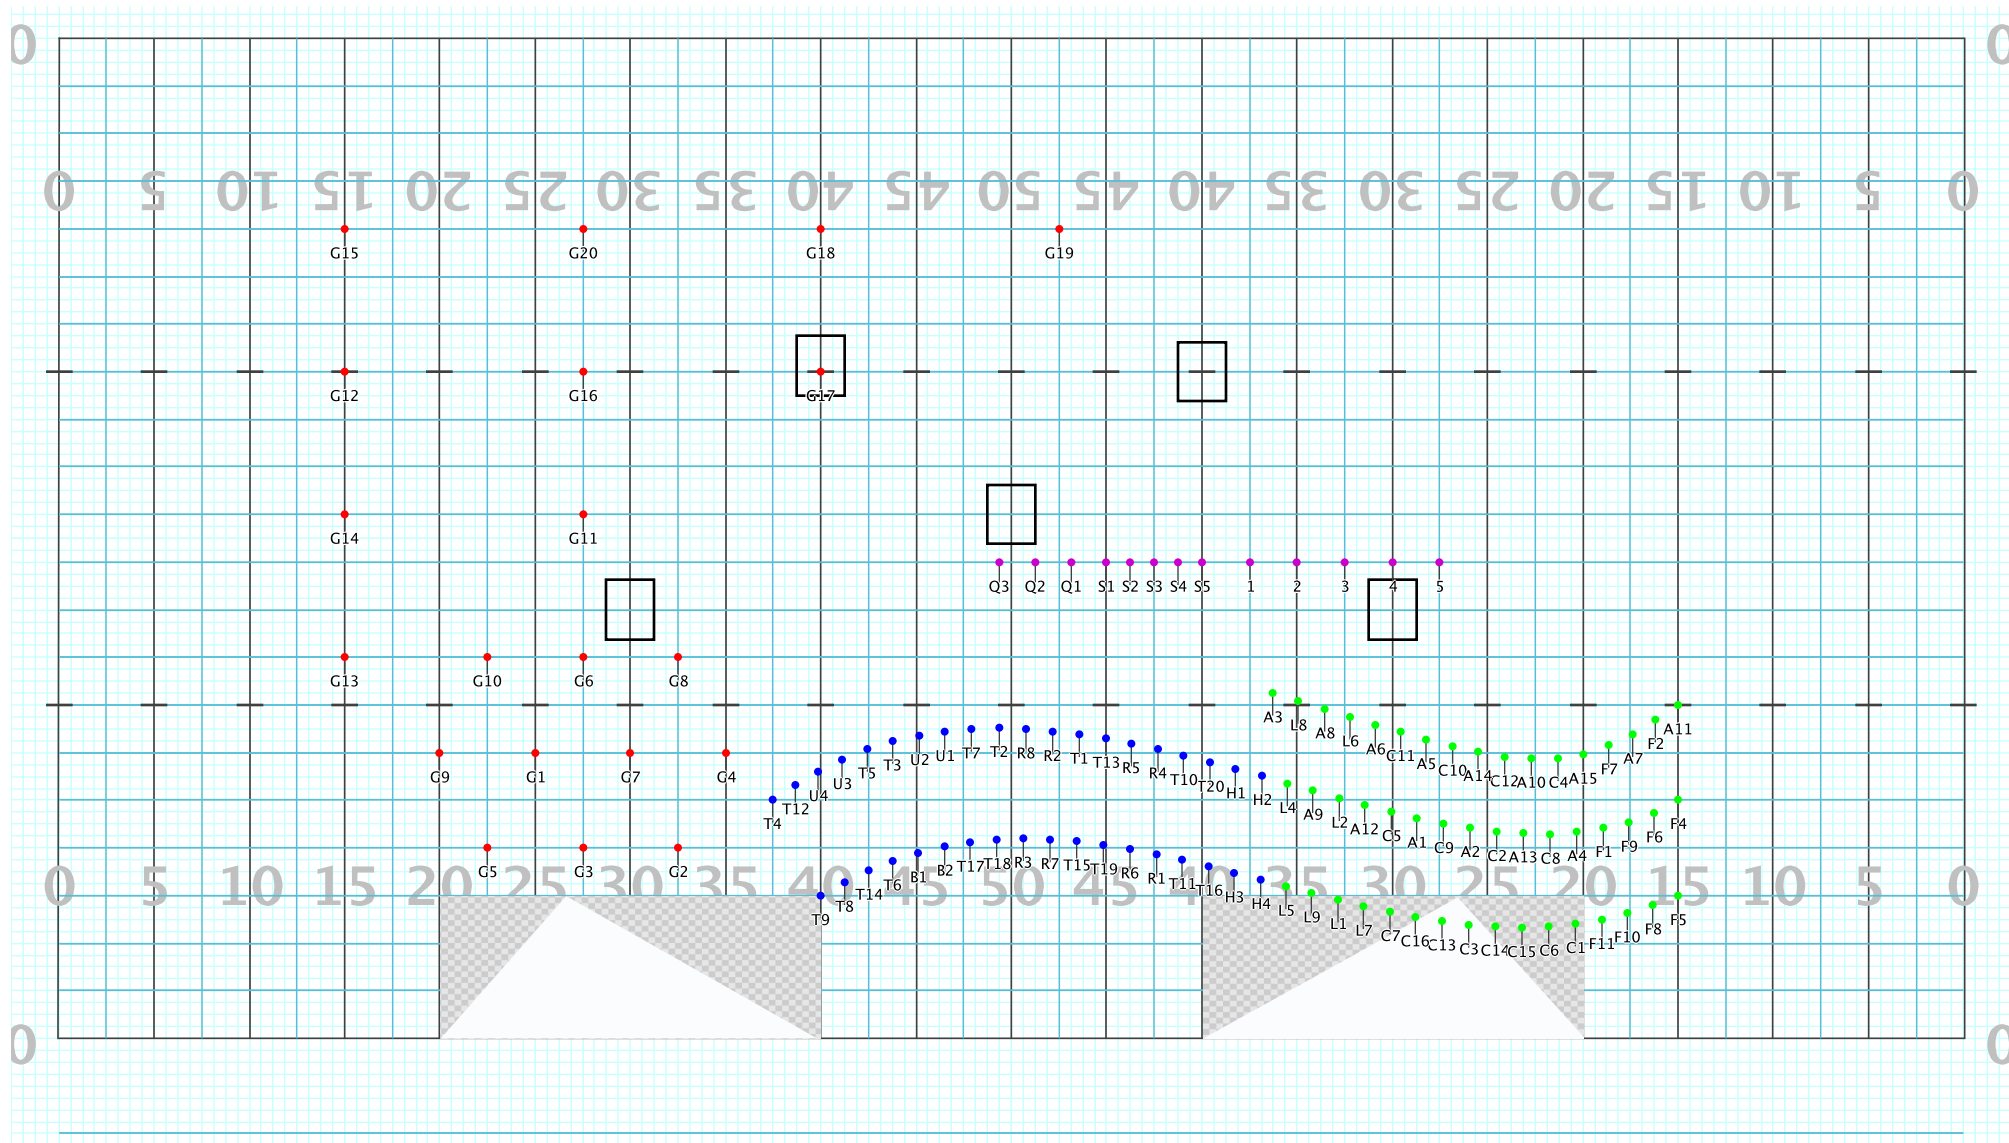 0 0
0 5 10 15 20 25 30 35 40 45 50 45 40 35 30 25 20 15 10 5 0
G15 G20 G18 G19
G12 G16 G17
G14 G11
Q3 Q2 Q1 S1 S2 S3 S4 S5 1 2 3 4 5
G13 G10 G6 G8
A3 L8 A8 L6 A6 C11 A5 C10 A14 C12 A10 C4 A15 F7 A7 F2 A11
G9 G1 G7 G4
T4 T12 U4 U3 T5 T3 U2 U1 T7 T2 R8 R2 T1 T13 R5 R4 T10 T20 H1 H2 L4 A9 L2 A12 C5 A1 C9 A2 C2 A13 C8 A4 F1 F9 F6 F4
G5 G3 G2
0 5 10 15 20 25 30 35 40 45 50 45 40 35 30 25 20 15 10 5 0
T9 T8 T14 T6 B1 B2 T17 T18 R3 R7 T15 T19 R6 R1 T11 T16 H3 H4 L5 L9 L1 L7 C7 C16 C13 C3 C14 C15 C6 C1 F11 F10 F8 F5
0 0